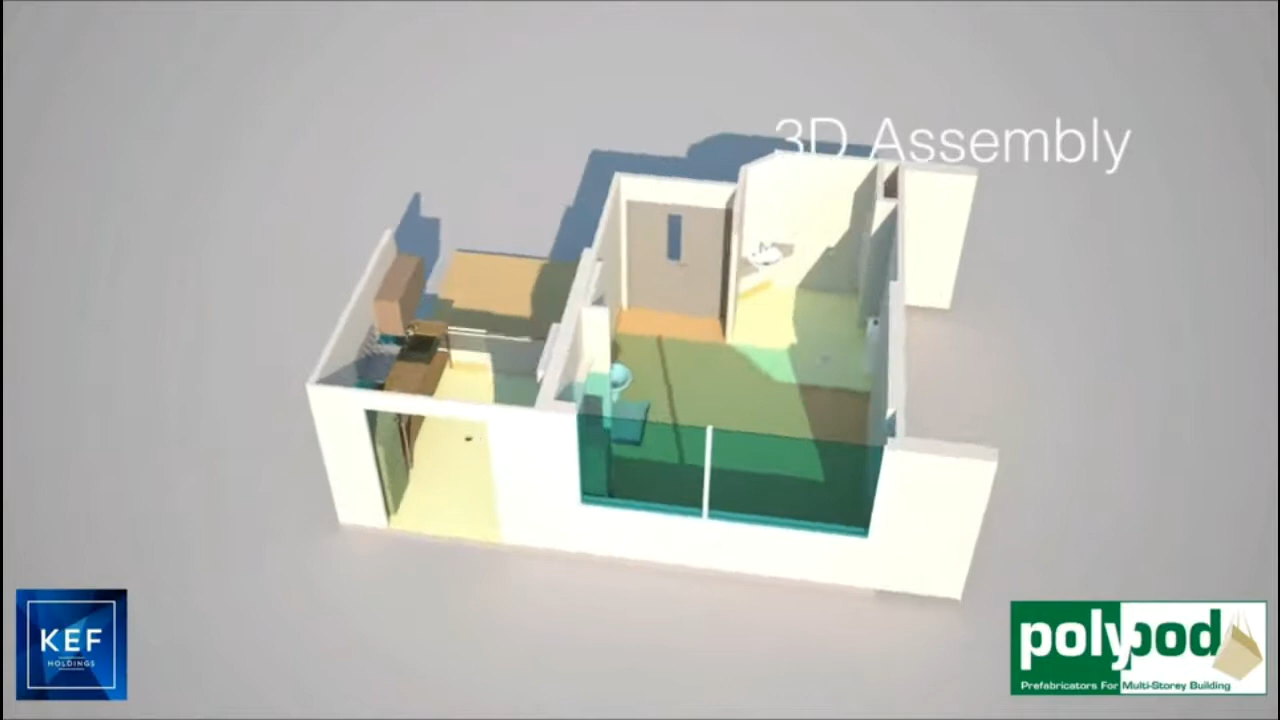 3D Assembly
KEF
HOLDINGS
polypod
Prefabricators For Multi-Storey Building